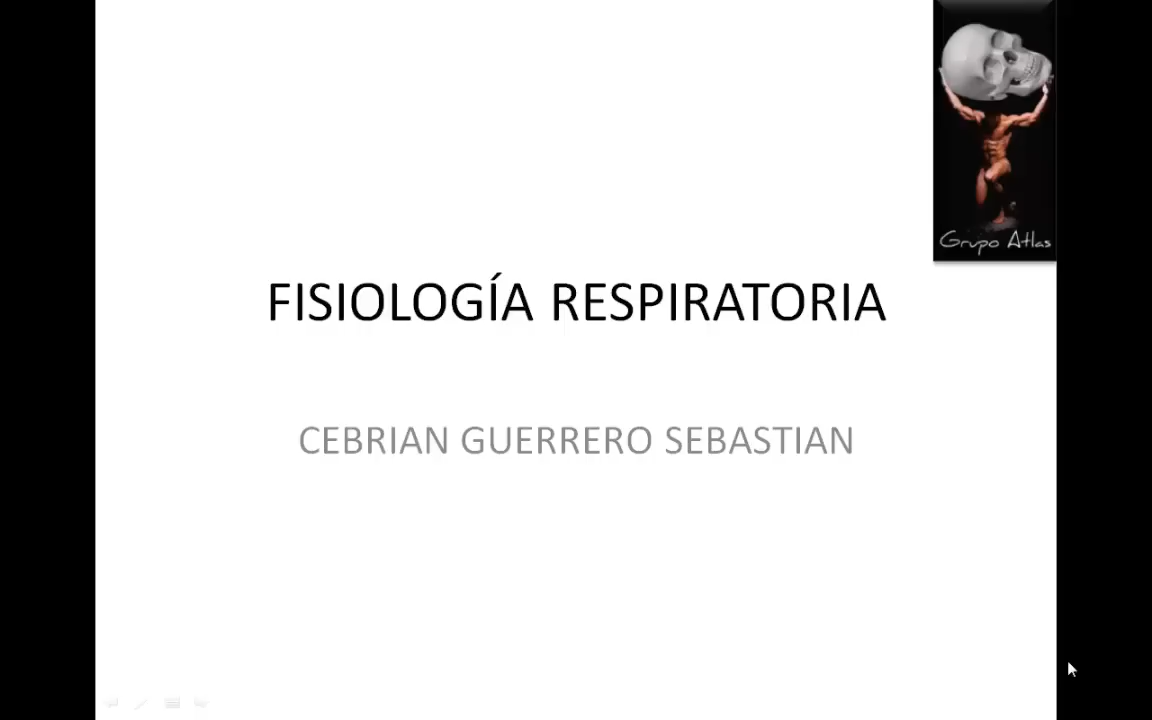 Grupo Atlas
FISIOLOGÍA RESPIRATORIA
CEBRIAN GUERRERO SEBASTIAN